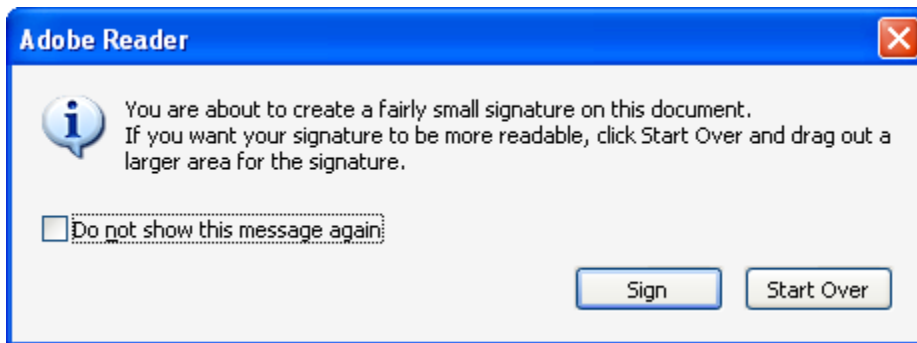 Adobe Reader
You are about to create a fairly small signature on this document.
If you want your signature to be more readable, click Start Over and drag out a
larger area for the signature.
Do not show this message again
Sign
Start Over